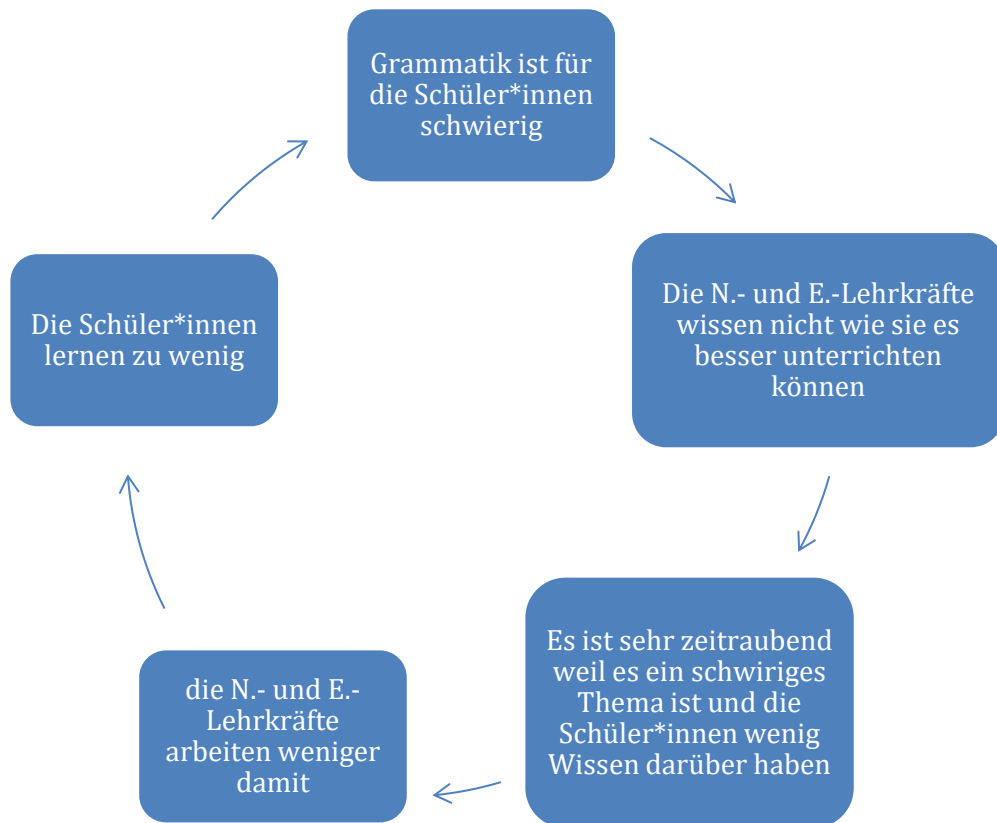 Grammatik ist für
die Schüler*innen
schwierig
Die N.- und E.-Lehrkräfte
wissen nicht wie sie es
besser unterrichten
können
Es ist sehr zeitraubend
weil es ein schwiriges
Thema ist und die
Schüler*innen wenig
Wissen darüber haben
die N.- und E.-
Lehrkräfte
arbeiten weniger
damit
Die Schüler*innen
lernen zu wenig